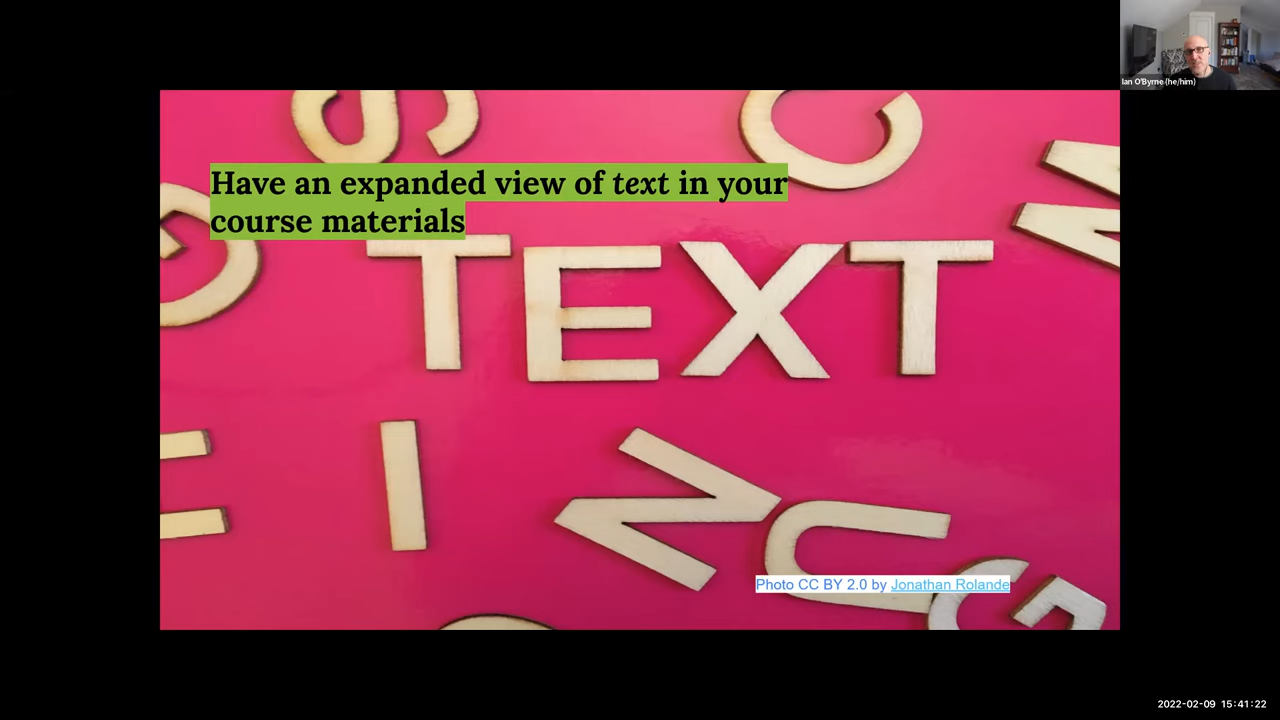 Ian O'Byrne (he/him)
Have an expanded view of text in your
course materials
TEXT
Photo CC BY 2.0 by Jonathan Rolande
2022-02-09 15:41:22